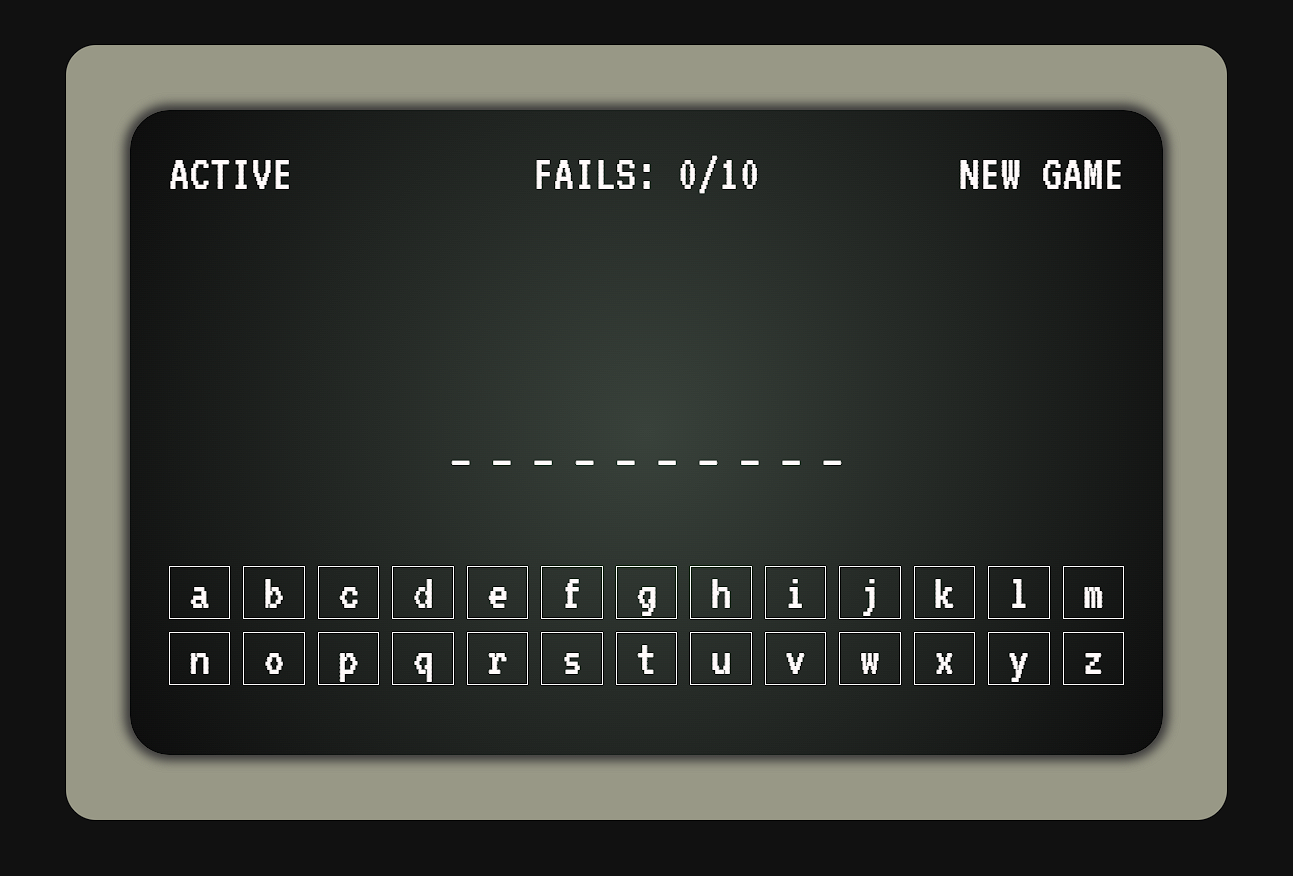 ACTIVE FAILS: 0/10 NEW GAME
_ _ _ _ _ _ _ _ _ _
a b c d e f g h i j k l m
n o p q r s t u v w x y z